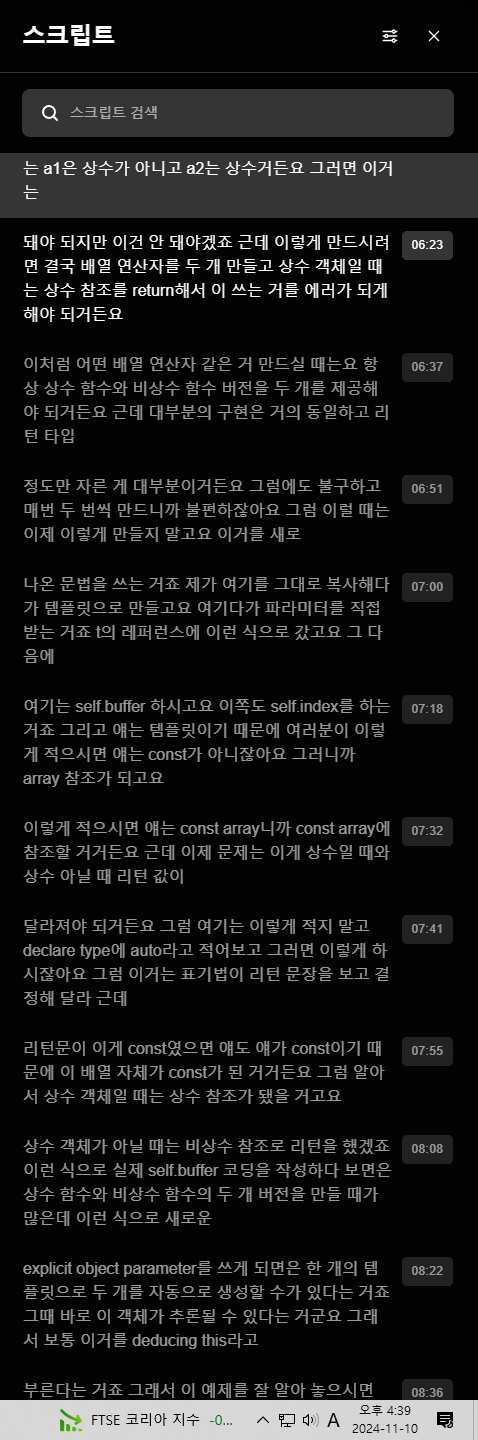 스크립트
스크립트 검색
는 a1은 상수가 아니고 a2는 상수거든요 그러면 이거
는
돼야 되지만 이건 안 돼야겠죠 근데 이렇게 만드시려
06:23
면 결국 배열 연산자를 두 개 만들고 상수 객체일 때
는 상수 참조를 return해서 이 쓰는 거를 에러가 되게
해야 되거든요
이처럼 어떤 배열 연산자 같은 거 만드실 때는요 항
06:37
상 상수 함수와 비상수 함수 버전을 두 개를 제공해
야 되거든요 근데 대부분의 구현은 거의 동일하고 리
턴 타입
정도만 자른 게 대부분이거든요 그럼에도 불구하고
06:51
매번 두 번씩 만드니까 불편하잖아요 그럼 이럴 때는
이제 이렇게 만들지 말고요 이거를 새로
나온 문법을 쓰는 거죠 제가 여기를 그대로 복사해다
07:00
가 템플릿으로 만들고요 여기다가 파라미터를 직접
받는 거죠 t의 레퍼런스에 이런 식으로 갔고요 그 다
음에
여기는 self.buffer 하시고요 이쪽도 self.index를 하는
07:18
거죠 그리고 얘는 템플릿이기 때문에 여러분이 이렇
게 적으시면 얘는 const가 아니잖아요 그러니까
array 참조가 되고요
이렇게 적으시면 얘는 const array니까 const array에
07:32
참조할 거거든요 근데 이제 문제는 이게 상수일 때와
상수 아닐 때 리턴 값이
달라져야 되거든요 그럼 여기는 이렇게 적지 말고
07:41
declare type에 auto라고 적어보고 그러면 이렇게 하
시잖아요 그럼 이거는 표기법이 리턴 문장을 보고 결
정해 달라 근데
리턴문이 이게 const였으면 얘도 얘가 const이기 때
07:55
문에 이 배열 자체가 const가 된 거거든요 그럼 알아
서 상수 객체일 때는 상수 참조가 됐을 거고요
상수 객체가 아닐 때는 비상수 참조로 리턴을 했겠죠
08:08
이런 식으로 실제 self.buffer 코딩을 작성하다 보면은
상수 함수와 비상수 함수의 두 개 버전을 만들 때가
많은데 이런 식으로 새로운
explicit object parameter를 쓰게 되면은 한 개의 템
08:22
플릿으로 두 개를 자동으로 생성할 수가 있다는 거죠
그때 바로 이 객체가 추론될 수 있다는 거군요 그래
서 보통 이거를 deducing this라고
부른다는 거죠 그래서 이 예제를 잘 알아 놓으시면
08:36
FTSE 코리아 지수 -0...
A
오후 4:39
2024-11-10